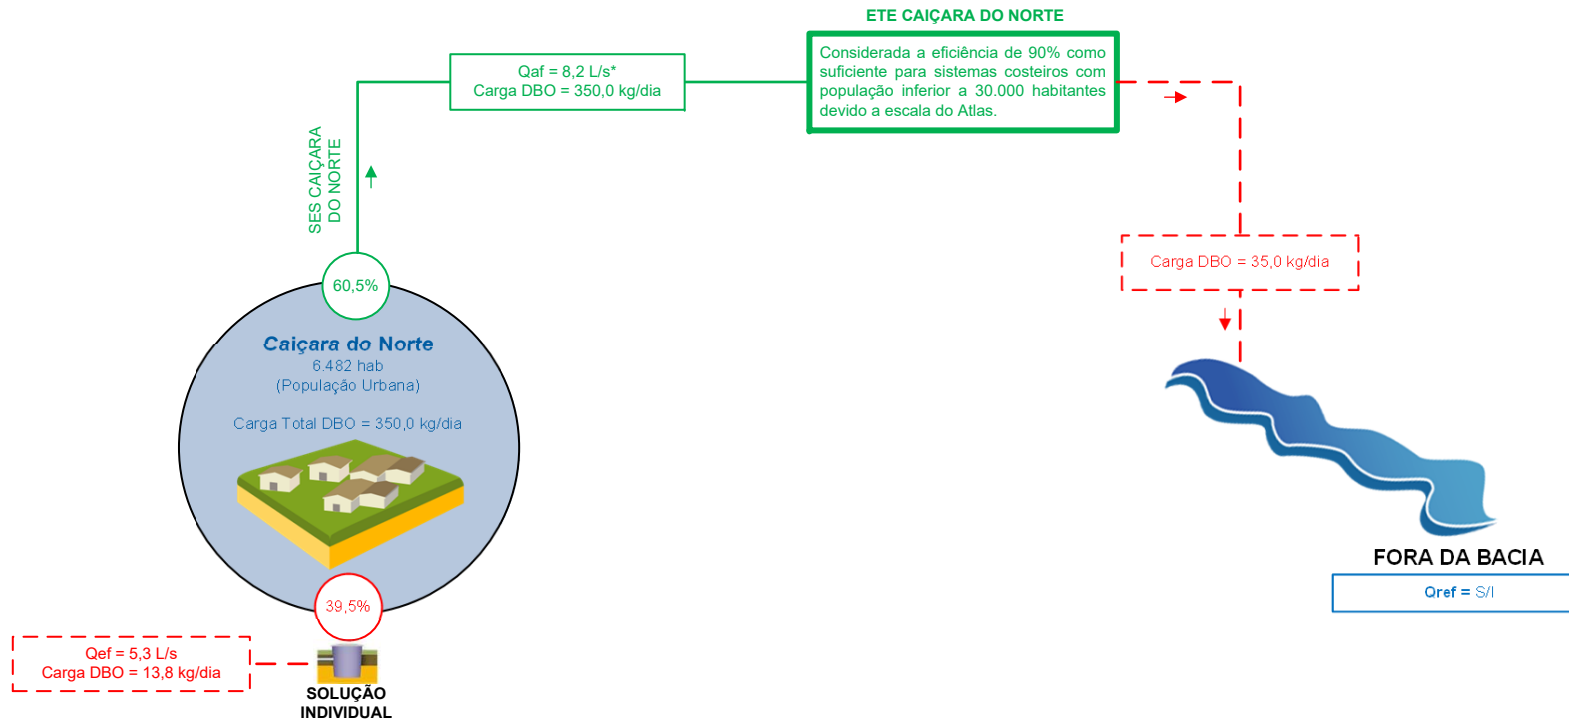 ETE CAIÇARA DO NORTE
Considerada a eficiência de 90% como
suficiente para sistemas costeiros com
população inferior a 30.000 habitantes
devido a escala do Atlas.
Qaf = 8,2 L/s*
Carga DBO = 350,0 kg/dia
SES CAIÇARA
DO NORTE
Carga DBO = 35,0 kg/dia
60,5%
Caiçara do Norte
6.482 hab
(População Urbana)
Carga Total DBO = 350,0 kg/dia
FORA DA BACIA
Qref = S/I
39,5%
Qef = 5,3 L/s
Carga DBO = 13,8 kg/dia
SOLUÇÃO
INDIVIDUAL